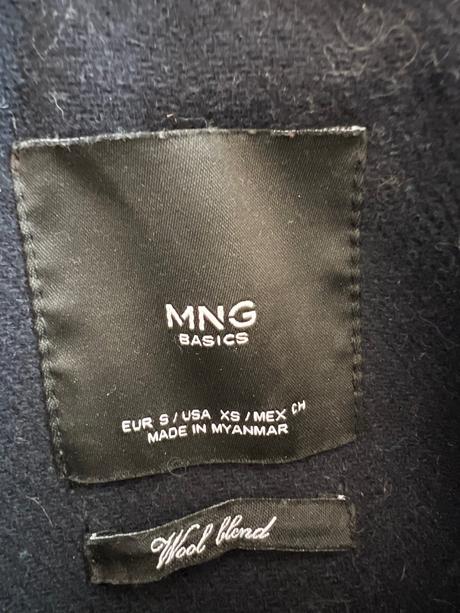 MNG
BASICS
EUR S / USA XS / MEX CH
MADE IN MYANMAR
Wool blend